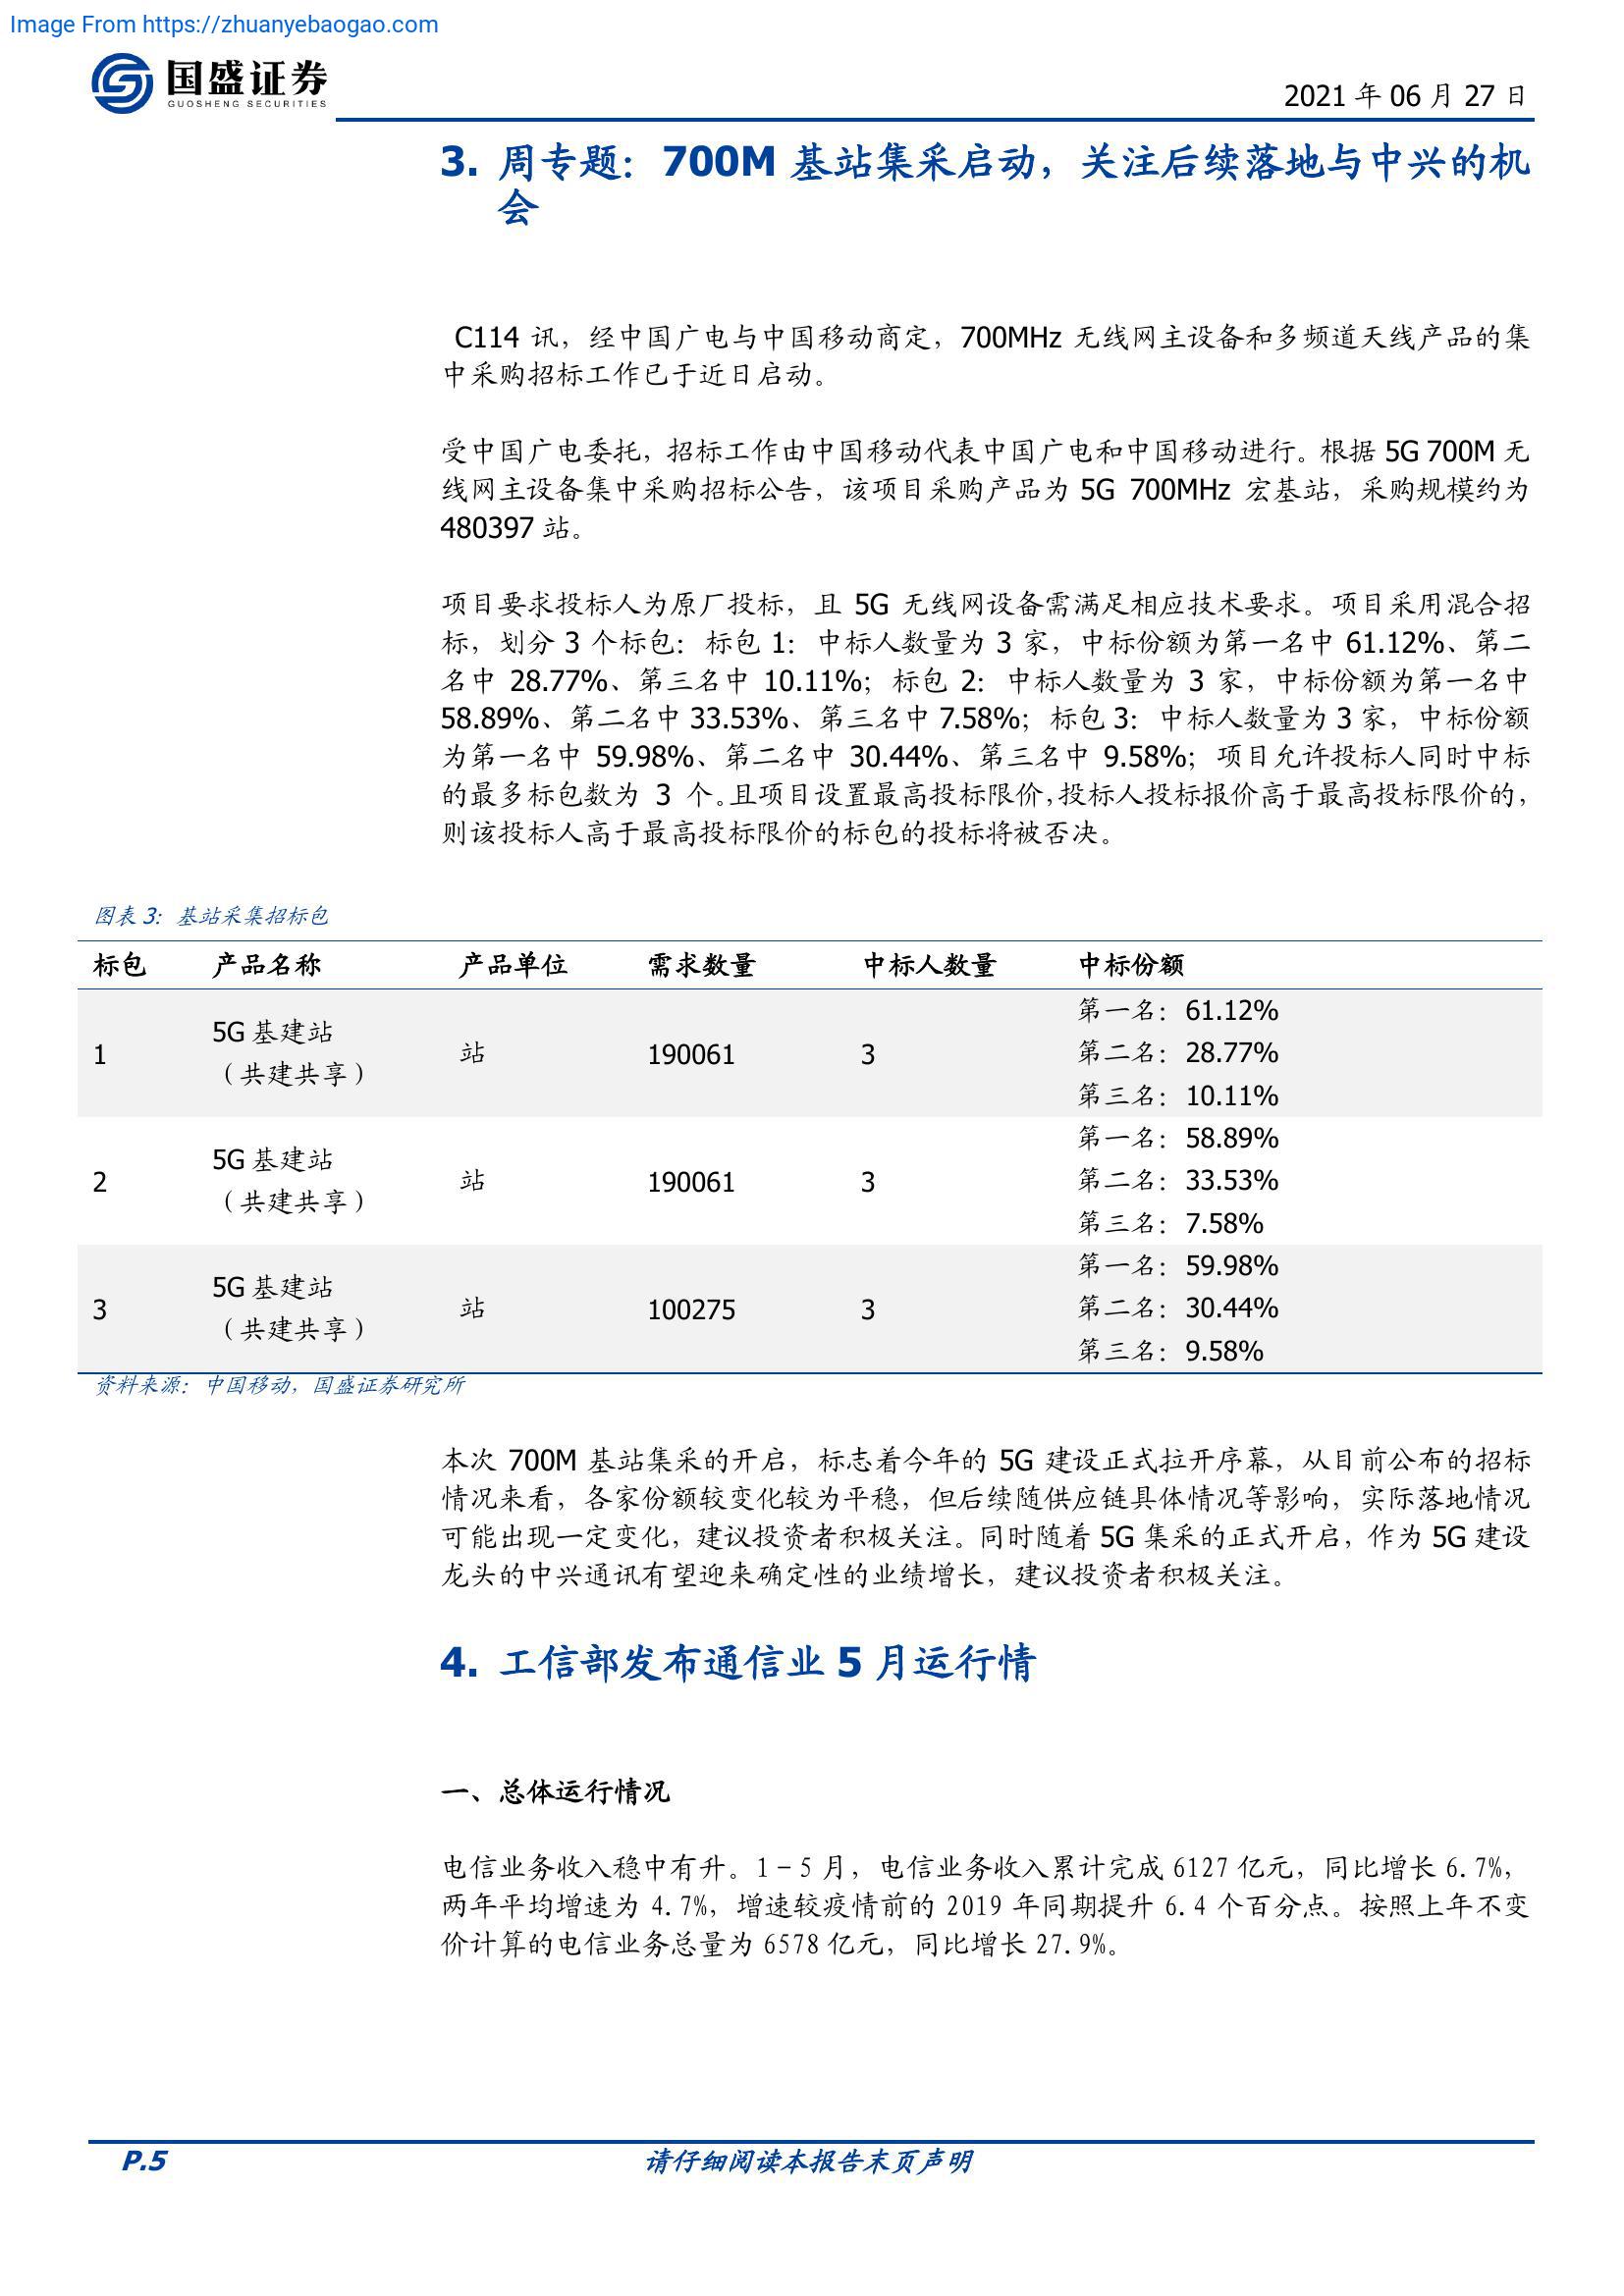 Image From https://zhuanyebaogao.com
国盛证券
GUOSHENG SECURITIES
2021 年 06 月 27 日
3. 周专题：700M 基站集采启动，关注后续落地与中兴的机
会
C114 讯，经中国广电与中国移动商定，700MHz 无线网主设备和多频道天线产品的集
中采购招标工作已于近日启动。
受中国广电委托，招标工作由中国移动代表中国广电和中国移动进行。根据 5G 700M 无
线网主设备集中采购招标公告，该项目采购产品为 5G 700MHz 宏基站，采购规模约为
480397 站。
项目要求投标人为原厂投标，且 5G 无线网设备需满足相应技术要求。项目采用混合招
标，划分 3 个标包：标包 1：中标人数量为 3 家，中标份额为第一名中 61.12%、第二
名中 28.77%、第三名中 10.11%；标包 2：中标人数量为 3 家，中标份额为第一名中
58.89%、第二名中 33.53%、第三名中 7.58%；标包 3：中标人数量为 3 家，中标份额
为第一名中 59.98%、第二名中 30.44%、第三名中 9.58%；项目允许投标人同时中标
的最多标包数为 3 个。且项目设置最高投标限价，投标人投标报价高于最高投标限价的，
则该投标人高于最高投标限价的标包的投标将被否决。
图表 3：基站采集招标包
标包 产品名称 产品单位 需求数量 中标人数量 中标份额
1 5G 基建站 （共建共享） 站 190061 3 第一名：61.12%
第二名：28.77%
第三名：10.11%
2 5G 基建站 （共建共享） 站 190061 3 第一名：58.89%
第二名：33.53%
第三名：7.58%
3 5G 基建站 （共建共享） 站 100275 3 第一名：59.98%
第二名：30.44%
第三名：9.58%
资料来源：中国移动，国盛证券研究所
本次 700M 基站集采的开启，标志着今年的 5G 建设正式拉开序幕，从目前公布的招标
情况来看，各家份额较变化较为平稳，但后续随供应链具体情况等影响，实际落地情况
可能出现一定变化，建议投资者积极关注。同时随着 5G 集采的正式开启，作为 5G 建设
龙头的中兴通讯有望迎来确定性的业绩增长，建议投资者积极关注。
4. 工信部发布通信业 5 月运行情
一、总体运行情况
电信业务收入稳中有升。1－5 月，电信业务收入累计完成 6127 亿元，同比增长 6.7%，
两年平均增速为 4.7%，增速较疫情前的 2019 年同期提升 6.4 个百分点。按照上年不变
价计算的电信业务总量为 6578 亿元，同比增长 27.9%。
P.5
请仔细阅读本报告末页声明